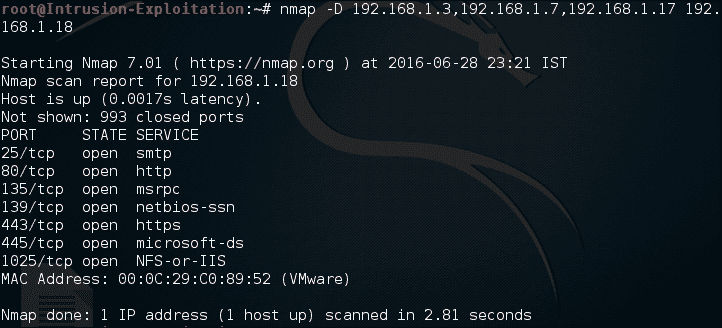 root@Intrusion-Exploitation:~# nmap -D 192.168.1.3,192.168.1.7,192.168.1.17 192.
168.1.18
Starting Nmap 7.01 ( https://nmap.org ) at 2016-06-28 23:21 IST
Nmap scan report for 192.168.1.18
Host is up (0.0017s latency).
Not shown: 993 closed ports
PORT     STATE SERVICE
25/tcp   open  smtp
80/tcp   open  http
135/tcp  open  msrpc
139/tcp  open  netbios-ssn
443/tcp  open  https
445/tcp  open  microsoft-ds
1025/tcp open  NFS-or-IIS
MAC Address: 00:0C:29:C0:89:52 (VMware)
Nmap done: 1 IP address (1 host up) scanned in 2.81 seconds